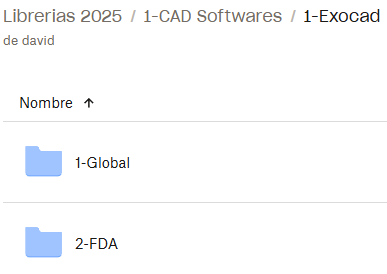 Librerias 2025 / 1-CAD Softwares / 1-Exocad
de david
Nombre ↑
1-Global
2-FDA